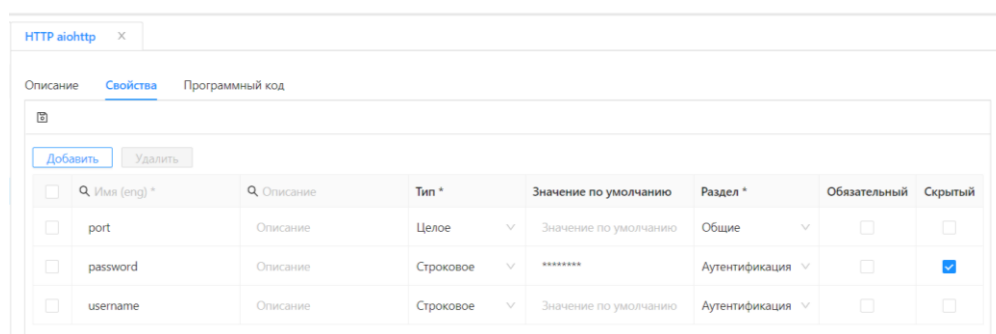 HTTP aiohttp ×
Описание Свойства Программный код
Добавить Удалить
Имя (eng) * Описание Тип * Значение по умолчанию Раздел * Обязательный Скрытый
port Описание Целое Значение по умолчанию Общие
password Описание Строковое ******** Аутентификация
username Описание Строковое Значение по умолчанию Аутентификация